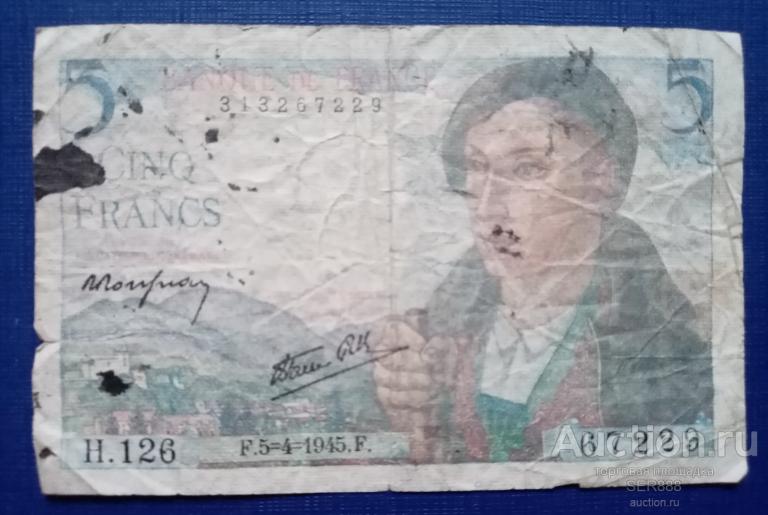 5 BANQUE DE FRANCE 5
313267229
CINQ
FRANCS
H.126 F.5=4=1945.F. 67229
Auction.ru
торговая площадка
SER888
auction.ru